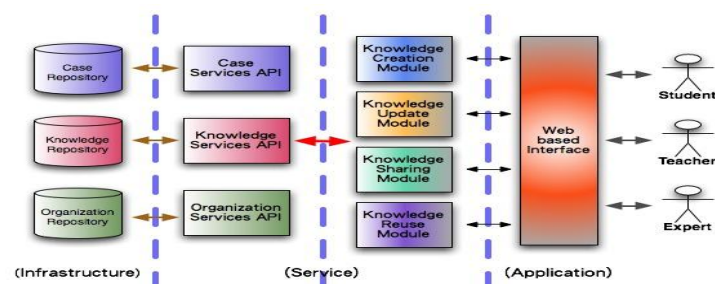 Case
Repository
Case
Services API
Knowledge
Creation
Module
Student
Knowledge
Repository
Knowledge
Services API
Knowledge
Update
Module
Web
based
Interface
Teacher
Knowledge
Sharing
Module
Organization
Repository
Organization
Services API
Knowledge
Reuse
Module
Expert
(Infrastructure)
(Service)
(Application)